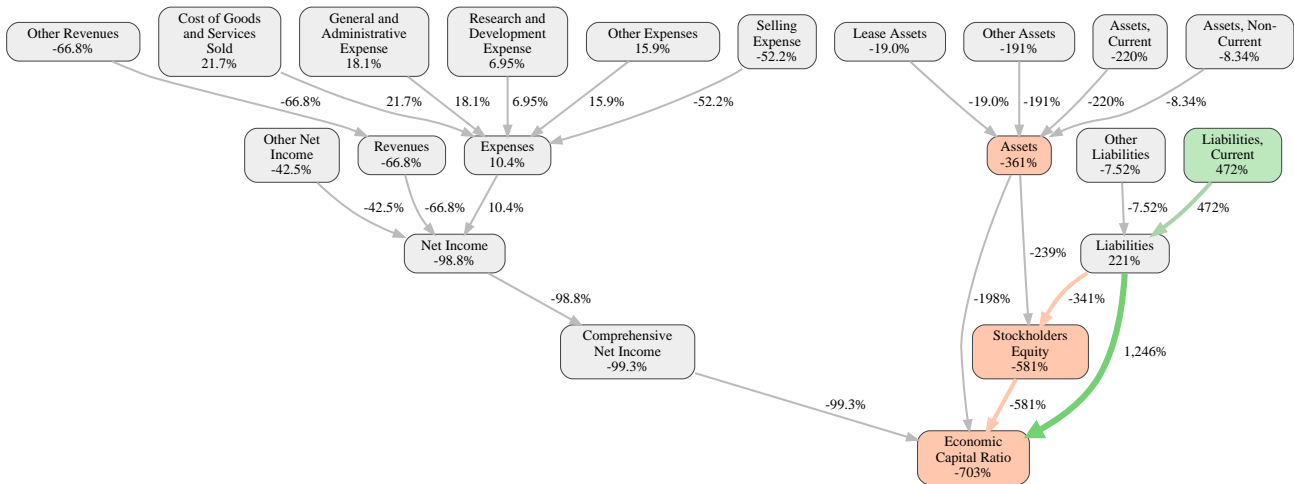 Other Revenues
-66.8%
Cost of Goods
and Services
Sold
21.7%
General and
Administrative
Expense
18.1%
Research and
Development
Expense
6.95%
Other Expenses
15.9%
Selling
Expense
-52.2%
Lease Assets
-19.0%
Other Assets
-191%
Assets,
Current
-220%
Assets, Non-
Current
-8.34%
-66.8%
21.7%
18.1%
6.95%
15.9%
-52.2%
-19.0%
-191%
-220%
-8.34%
Other Net
Income
-42.5%
Revenues
-66.8%
Expenses
10.4%
Assets
-361%
Other
Liabilities
-7.52%
Liabilities,
Current
472%
-42.5%
-66.8%
10.4%
-7.52%
472%
Net Income
-98.8%
-239%
Liabilities
221%
-98.8%
-198%
-341%
Comprehensive
Net Income
-99.3%
Stockholders
Equity
-581%
1,246%
-99.3%
-581%
Economic
Capital Ratio
-703%